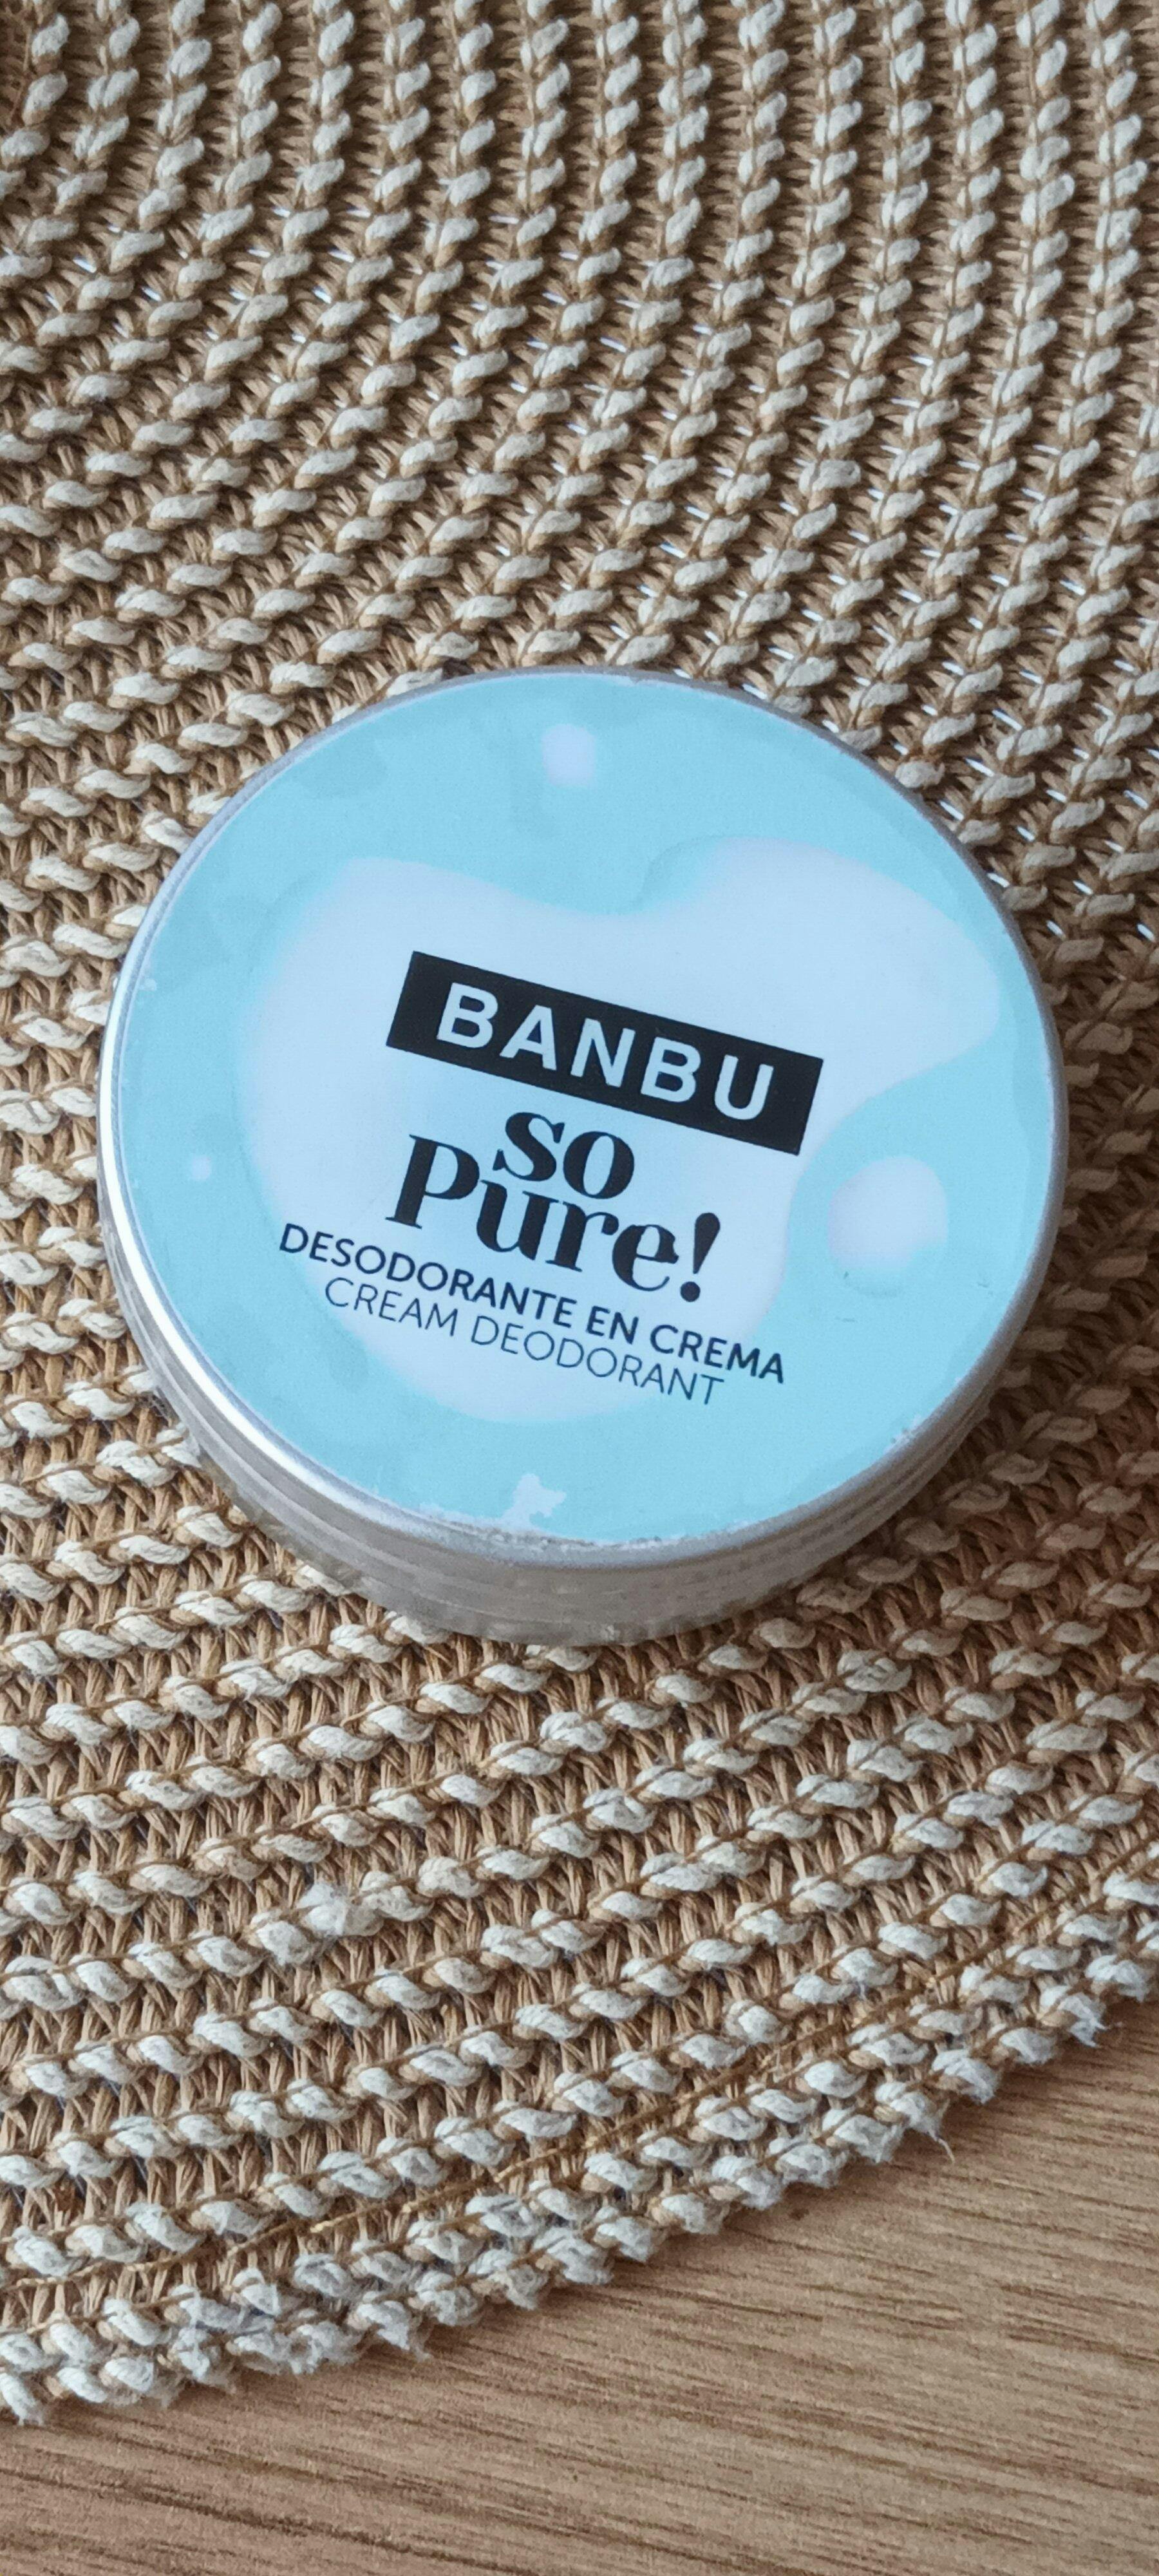 BANBU
so
Pure!
DESODORANTE EN CREMA
CREAM DEODORANT